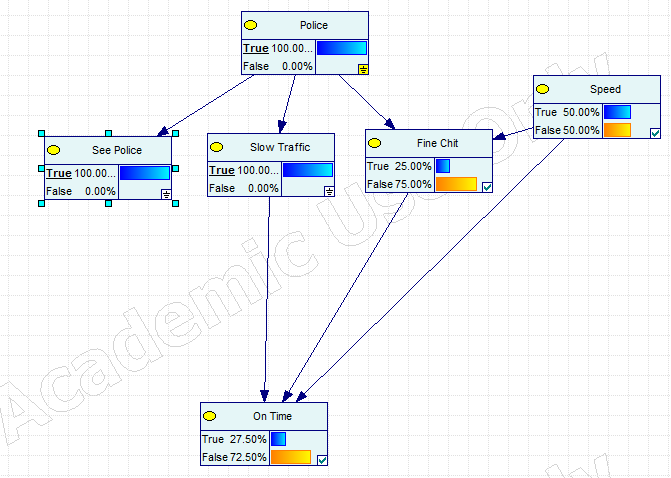 Police
True 100.00...
False 0.00%
Speed
True 50.00%
False 50.00%
See Police
True 100.00...
False 0.00%
Slow Traffic
True 100.00...
False 0.00%
Fine Chit
True 25.00%
False 75.00%
On Time
True 27.50%
False 72.50%
Academic Use Only